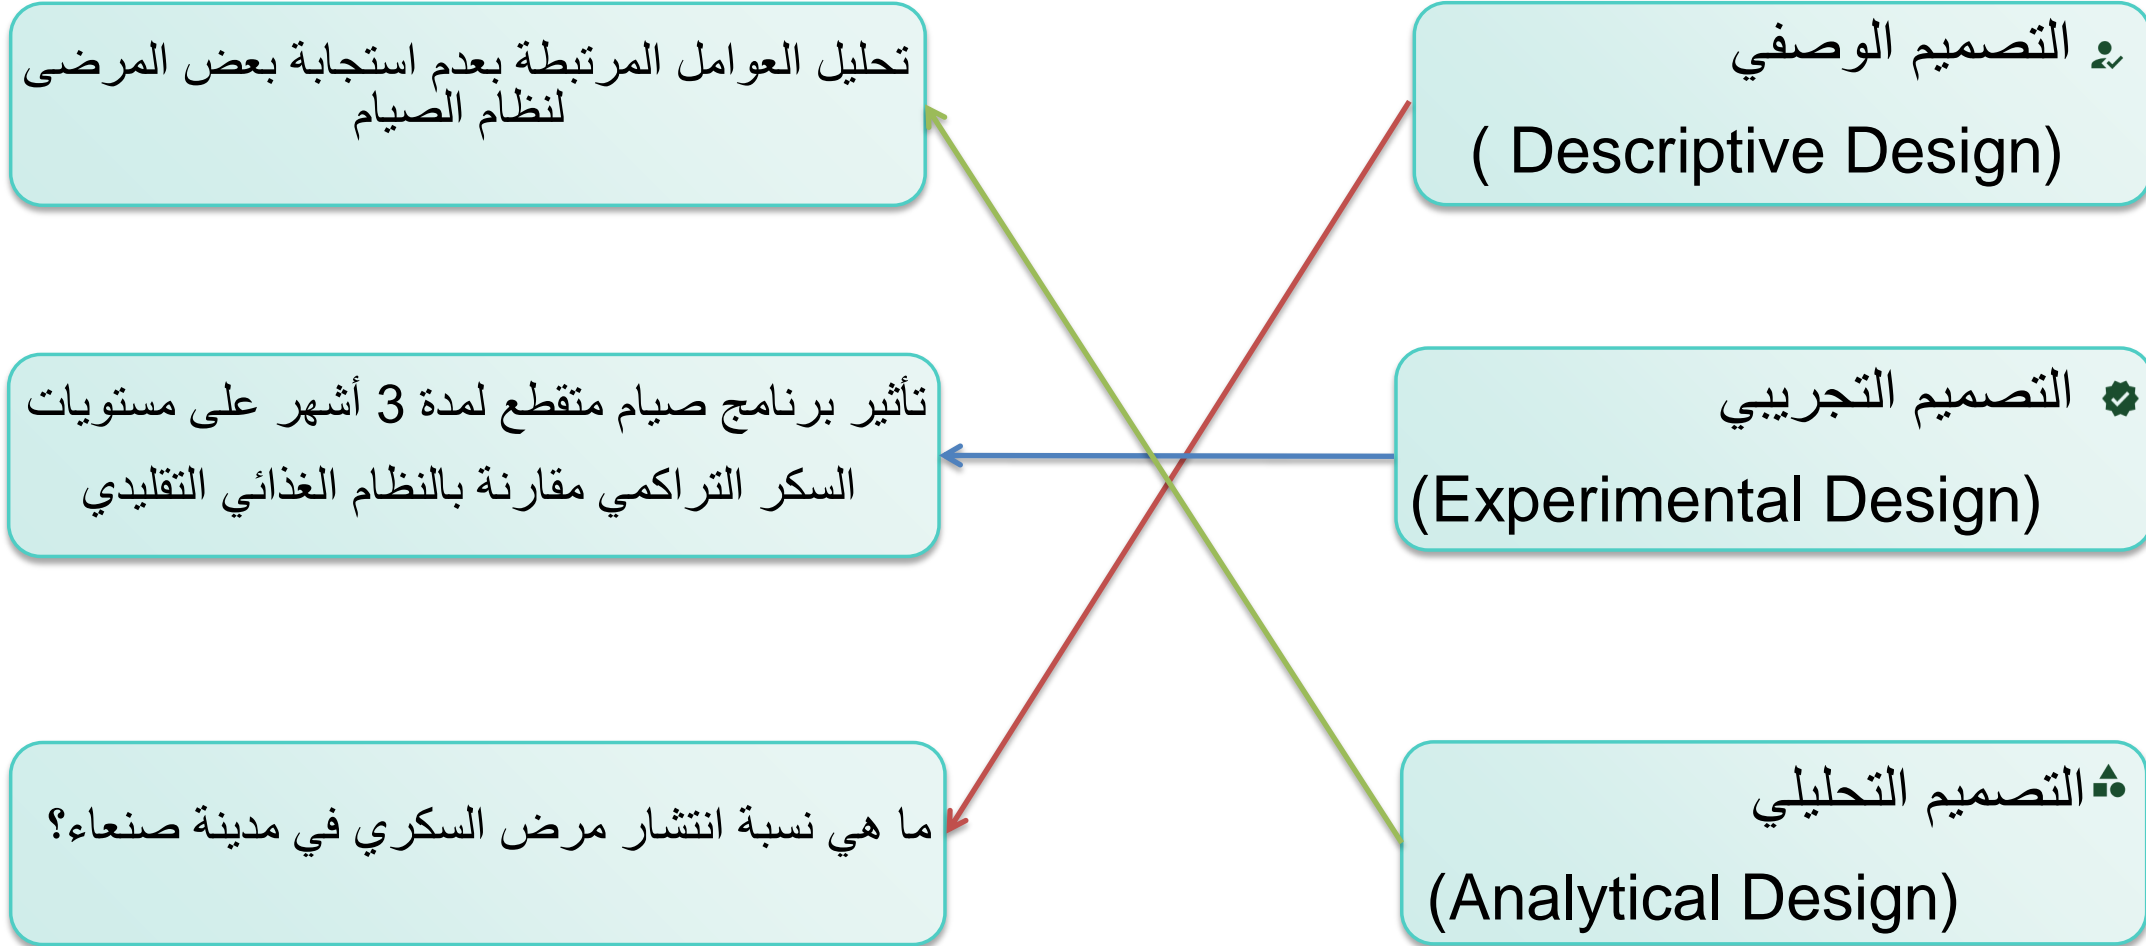 التصميم الوصفي
( Descriptive Design)
تحليل العوامل المرتبطة بعدم استجابة بعض المرضى
لنظام الصيام
التصميم التجريبي
(Experimental Design)
تأثير برنامج صيام متقطع لمدة 3 أشهر على مستويات
السكر التراكمي مقارنة بالنظام الغذائي التقليدي
التصميم التحليلي
(Analytical Design)
ما هي نسبة انتشار مرض السكري في مدينة صنعاء؟